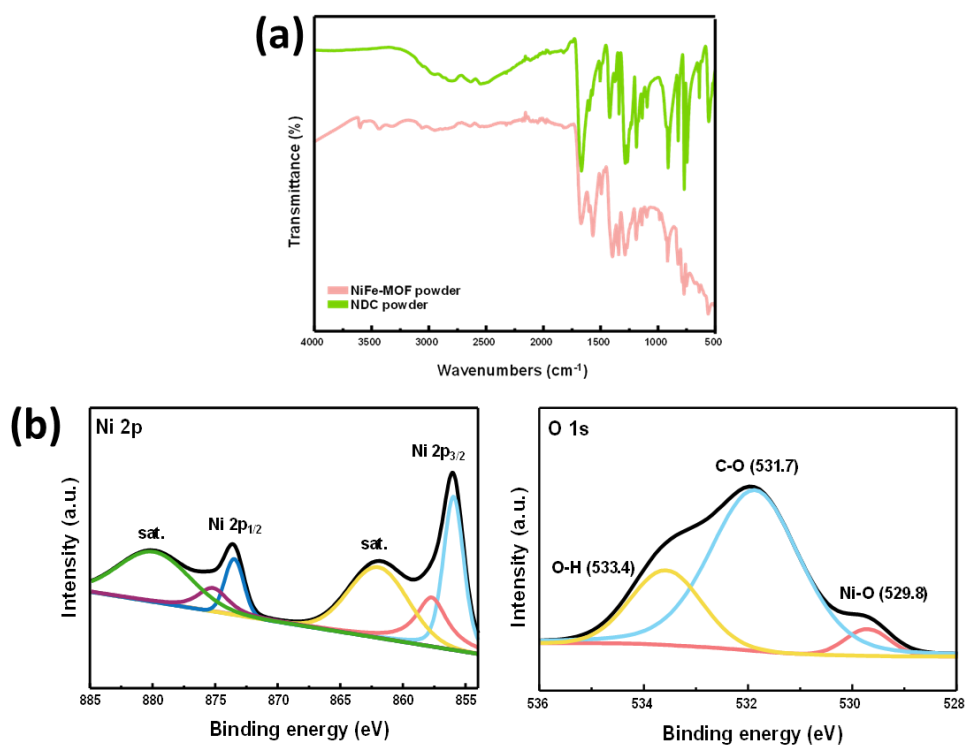 (a)
Transmittance (%)
NiFe-MOF powder
NDC powder
4000 3500 3000 2500 2000 1500 1000 500
Wavenumbers (cm⁻¹)
(b)
Ni 2p
Ni 2p₃/₂
sat.
Ni 2p₁/₂
sat.
Intensity (a.u.)
885 880 875 870 865 860 855
Binding energy (eV)
O 1s
C-O (531.7)
O-H (533.4)
Ni-O (529.8)
Intensity (a.u.)
536 534 532 530 528
Binding energy (eV)